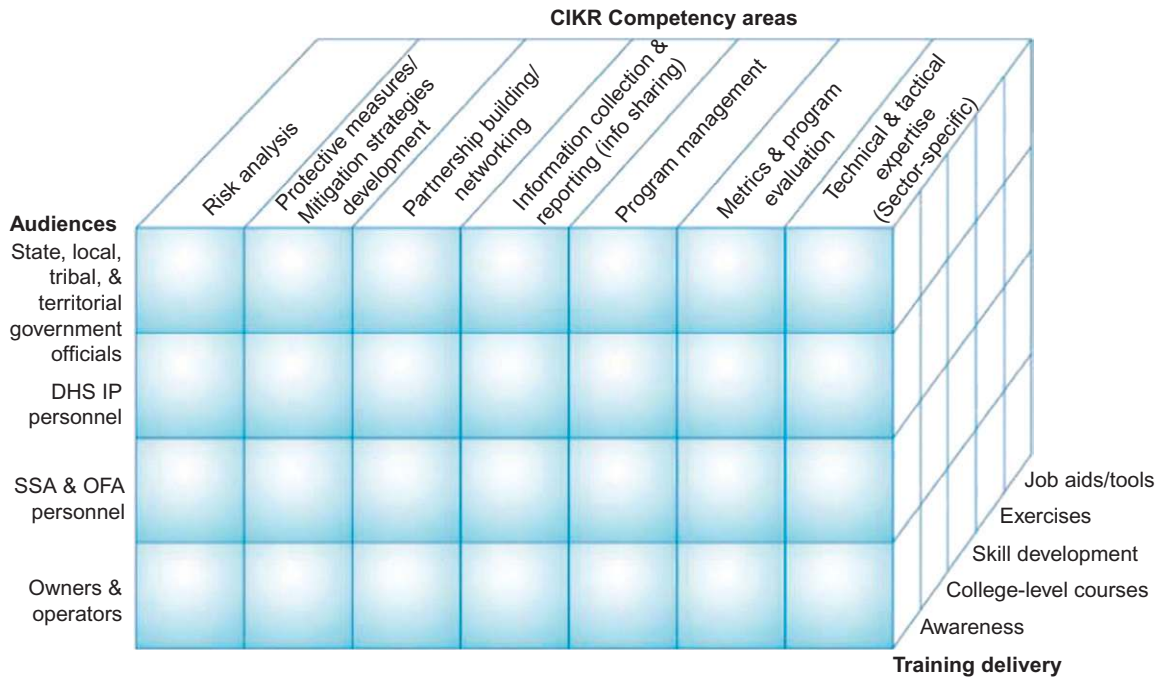 CIKR Competency areas
Risk analysis
Protective measures/
Mitigation strategies
development
Partnership building/
networking
Information collection &
reporting (info sharing)
Program management
Metrics & program
evaluation
Technical & tactical
expertise
(Sector-specific)
Audiences
State, local,
tribal, &
territorial
government
officials
DHS IP
personnel
SSA & OFA
personnel
Owners &
operators
Job aids/tools
Exercises
Skill development
College-level courses
Awareness
Training delivery